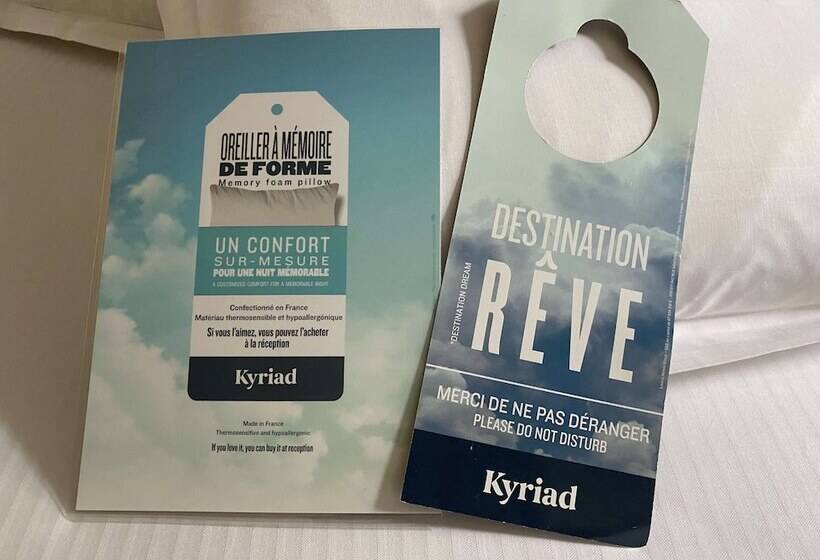 OREILLER À MÉMOIRE
DE FORME
Memory foam pillow
UN CONFORT
SUR-MESURE
POUR UNE NUIT MÉMORABLE
A CUSTOMIZED COMFORT FOR A MEMORABLE NIGHT
Confectionné en France
Matériau thermosensible et hypoallergénique
Si vous l'aimez, vous pouvez l'acheter
à la réception
Kyriad
Made in France
Thermosensitive and hypoallergenic
If you love it, you can buy it at reception
DESTINATION
RÊVE
*DESTINATION DREAM
MERCI DE NE PAS DÉRANGER
PLEASE DO NOT DISTURB
Kyriad